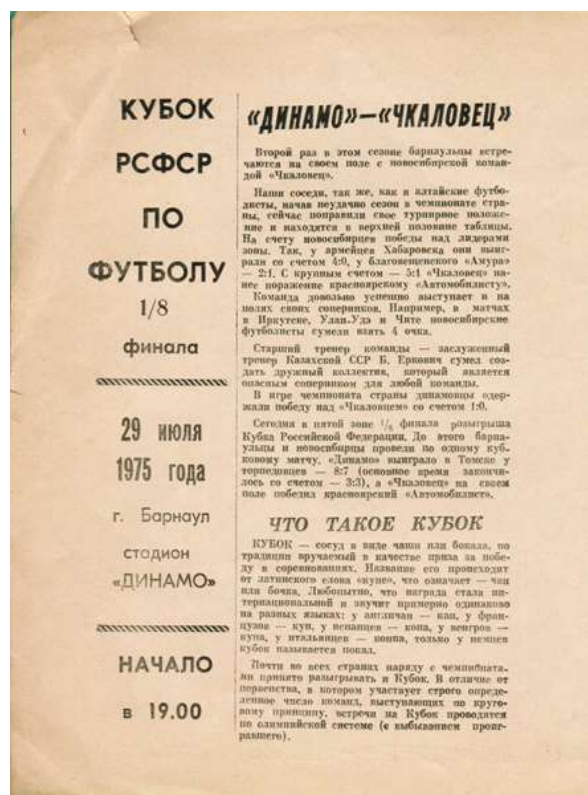 КУБОК
РСФСР
ПО
ФУТБОЛУ
1/8
финала
29 июля
1975 года
г. Барнаул
стадион
«ДИНАМО»
НАЧАЛО
в 19.00
«ДИНАМО»—«ЧКАЛОВЕЦ»
Второй раз в этом сезоне барнаульцы встре-
чаются на своем поле с новосибирской коман-
дой «Чкаловец».
Наши соседи, так же, как и алтайские футбо-
листы, начав неудачно сезон в чемпионате стра-
ны, сейчас поправили свое турнирное положе-
ние и находятся в верхней половине таблицы.
На счету новосибирцев победы над лидерами
зоны. Так, у армейцев Хабаровска они выиг-
рали со счетом 4:0, у благовещенского «Амура»
— 2:1. С крупным счетом — 5:1 «Чкаловец» на-
нес поражение красноярскому «Автомобилисту».
Команда довольно успешно выступает и на
полях своих соперников. Например, в матчах
в Иркутске, Улан-Удэ и Чите новосибирские
футболисты сумели взять 4 очка.
Старший тренер команды — заслуженный
тренер Казахской ССР Б. Еркович сумел соз-
дать дружный коллектив, который является
опасным соперником для любой команды.
В игре чемпионата страны динамовцы одер-
жали победу над «Чкаловцем» со счетом 1:0.
Сегодня в пятой зоне 1/8 финала розыгрыша
Кубка Российской Федерации. До этого барна-
ульцы и новосибирцы провели по одному куб-
ковому матчу. «Динамо» выиграло в Томске у
торпедовцев — 8:7 (основное время закончи-
лось со счетом — 3:3), а «Чкаловец» на своем
поле победил красноярский «Автомобилист».
ЧТО ТАКОЕ КУБОК
КУБОК — сосуд в виде чаши или бокала, по
традиции вручаемый в качестве приза за побе-
ду в соревнованиях. Название его происходит
от латинского слова «купе», что означает — чан
или бочка. Любопытно, что награда стала ин-
тернациональной и звучит примерно одинаково
на разных языках: у англичан — кап, у фран-
цузов — куп, у испанцев — копа, у венгров —
купа, у итальянцев — коппа, только у немцев
кубок называется покал.
Почти во всех странах наряду с чемпионата-
ми принято разыгрывать и Кубок. В отличие от
первенства, в котором участвует строго опреде-
ленное число команд, выступающих по круго-
вому принципу, встречи на Кубок проводятся
по олимпийской системе (с выбыванием проиг-
равшего).